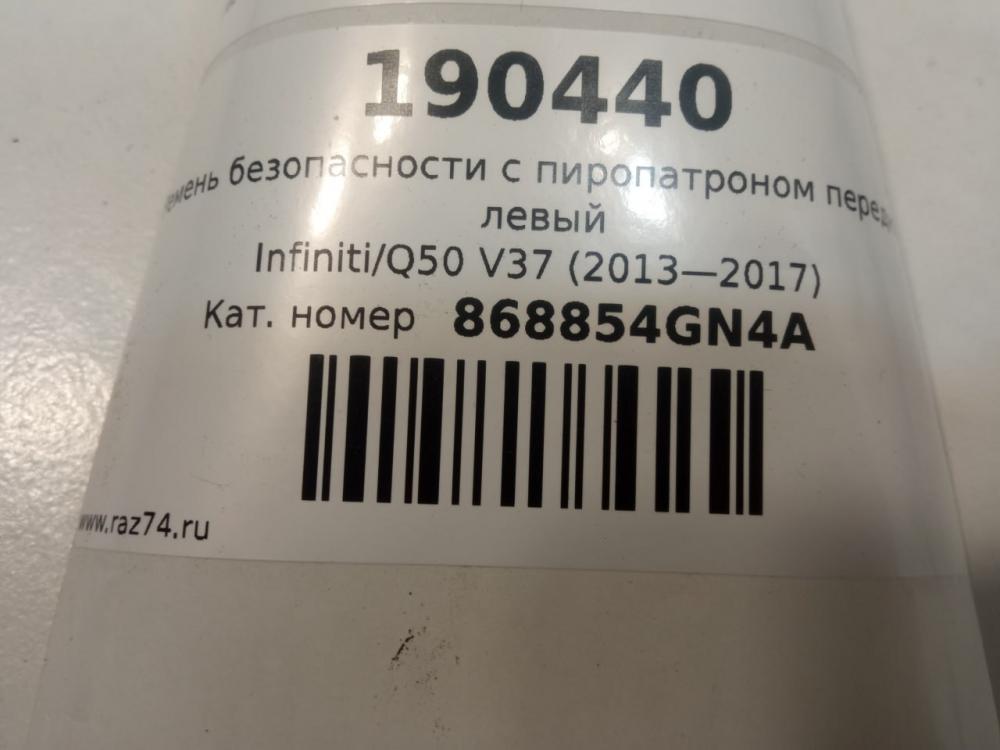 190440
безопасности с пиропатроном
левый
Infiniti/Q50 V37 (2013—2017)
Кат. номер 868854GN4A
www.raz74.ru